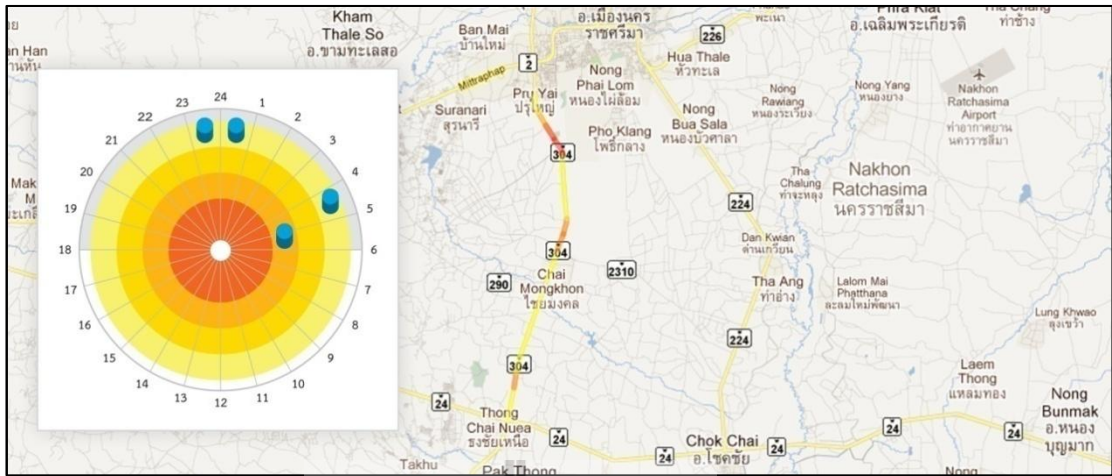 24
1
2
3
4
5
6
7
8
9
10
11
12
13
14
15
16
17
18
19
20
21
22
23
Kham
Thale So
อ.ขามทะเลสอ
Ban Mai
บ้านใหม่
อ.เมืองนคร
ราชสีมา
226
อ.เฉลิมพระเกียรติ
ท่าช้าง
Hua Thale
หัวทะเล
2
Mittraphap
Pru Yai
ปรุใหญ่
Nong
Phai Lom
หนองไผ่ล้อม
Suranari
สุรนารี
Nong
Bua Sala
หนองบัวศาลา
Nong
Rawiang
หนองระเวียง
Nong Yang
หนองยาง
Nakhon
Ratchasima
Airport
ท่าอากาศยาน
นครราชสีมา
Pho Klang
โพธิ์กลาง
304
Tha
Chalung
ท่าจะหลุง
Nakhon
Ratchasima
นครราชสีมา
224
304
Dan Kwian
ด่านเกวียน
290
2310
Chai
Mongkhon
ไชยมงคล
Tha Ang
ท่าอ่าง
Lalom Mai
Phatthana
ละลมใหม่พัฒนา
Lung Khwao
ลุงเขว้า
224
304
Laem
Thong
แหลมทอง
Nong
Bunmak
อ.หนอง
บุญมาก
24
Thong
Chai Nuea
ธงชัยเหนือ
24
24
Chok Chai
อ.โชคชัย
24
24
24
Takhu
Pak Thong
Nong